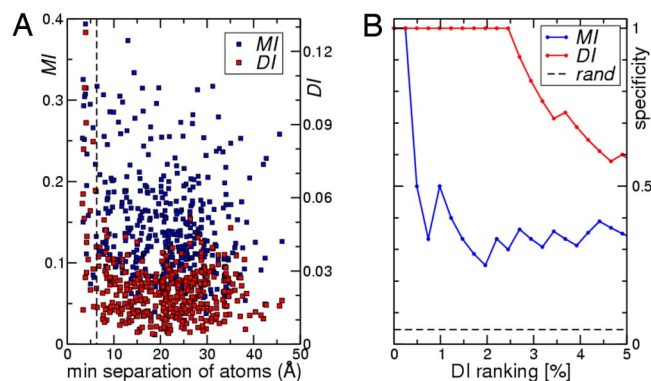 A
B
0.4
0.3
0.2
0.1
0
MI
0.12
0.09
0.06
0.03
0
DI
MI
DI
0 10 20 30 40 50
min separation of atoms (Å)
MI
DI
rand
1
0.5
0
specificity
0 1 2 3 4 5
DI ranking [%]